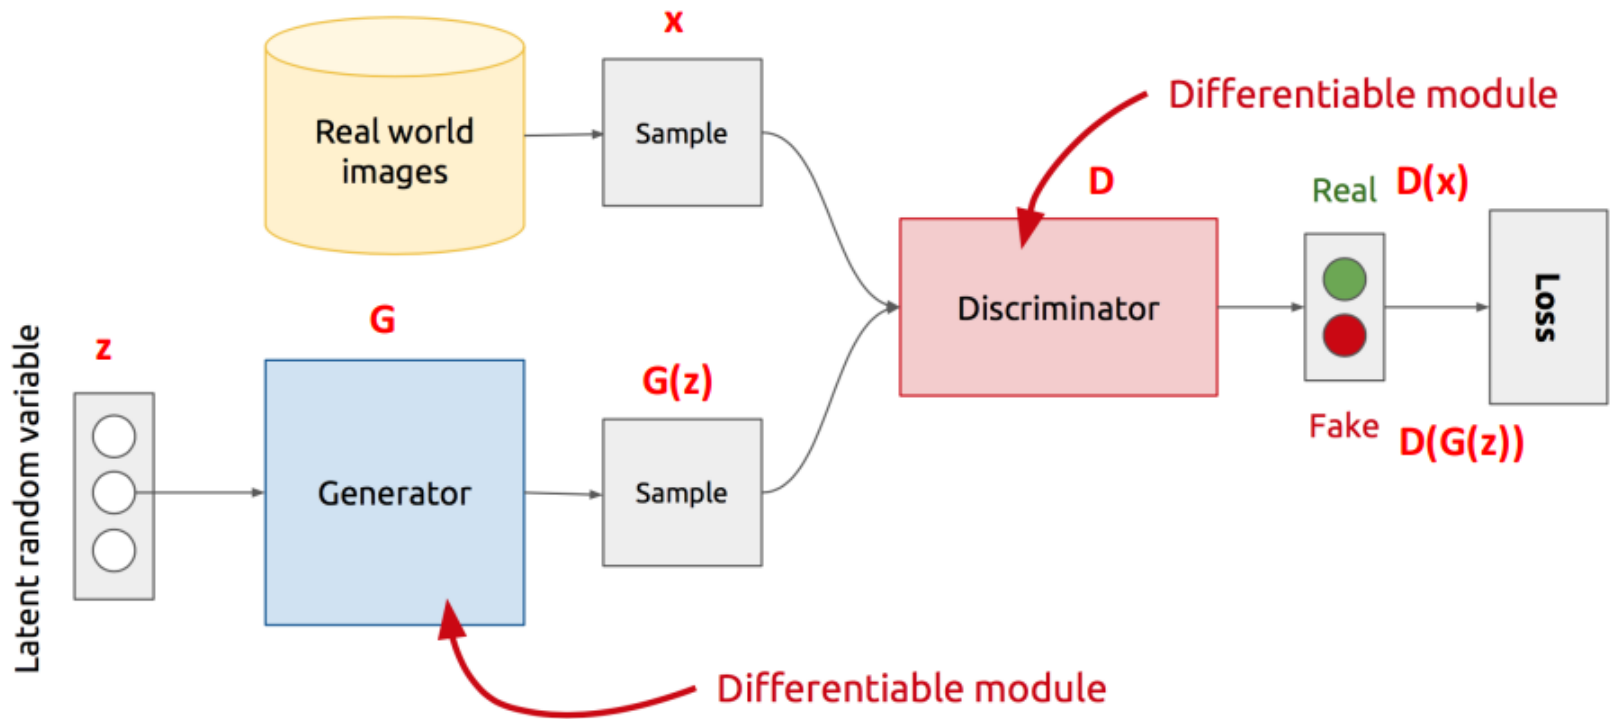 x
Real world
images
Sample
Differentiable module
D
Real
D(x)
Discriminator
Loss
Latent random variable
z
G
Generator
G(z)
Sample
Fake
D(G(z))
Differentiable module